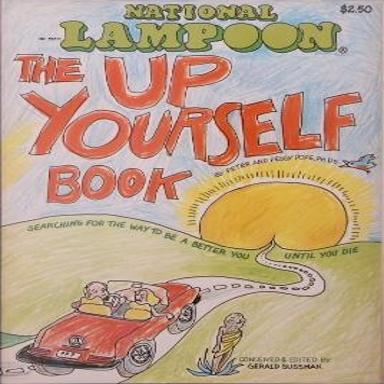 NATIONAL
$2.50
LAMPOON®
THE UP
YOURSELF
BOOK
By PETER AND PEGGY POPE, PH.D.S
SEARCHING FOR THE WAY TO BE A BETTER YOU UNTIL YOU DIE
CONCEIVED & EDITED BY
GERALD SUSSMAN